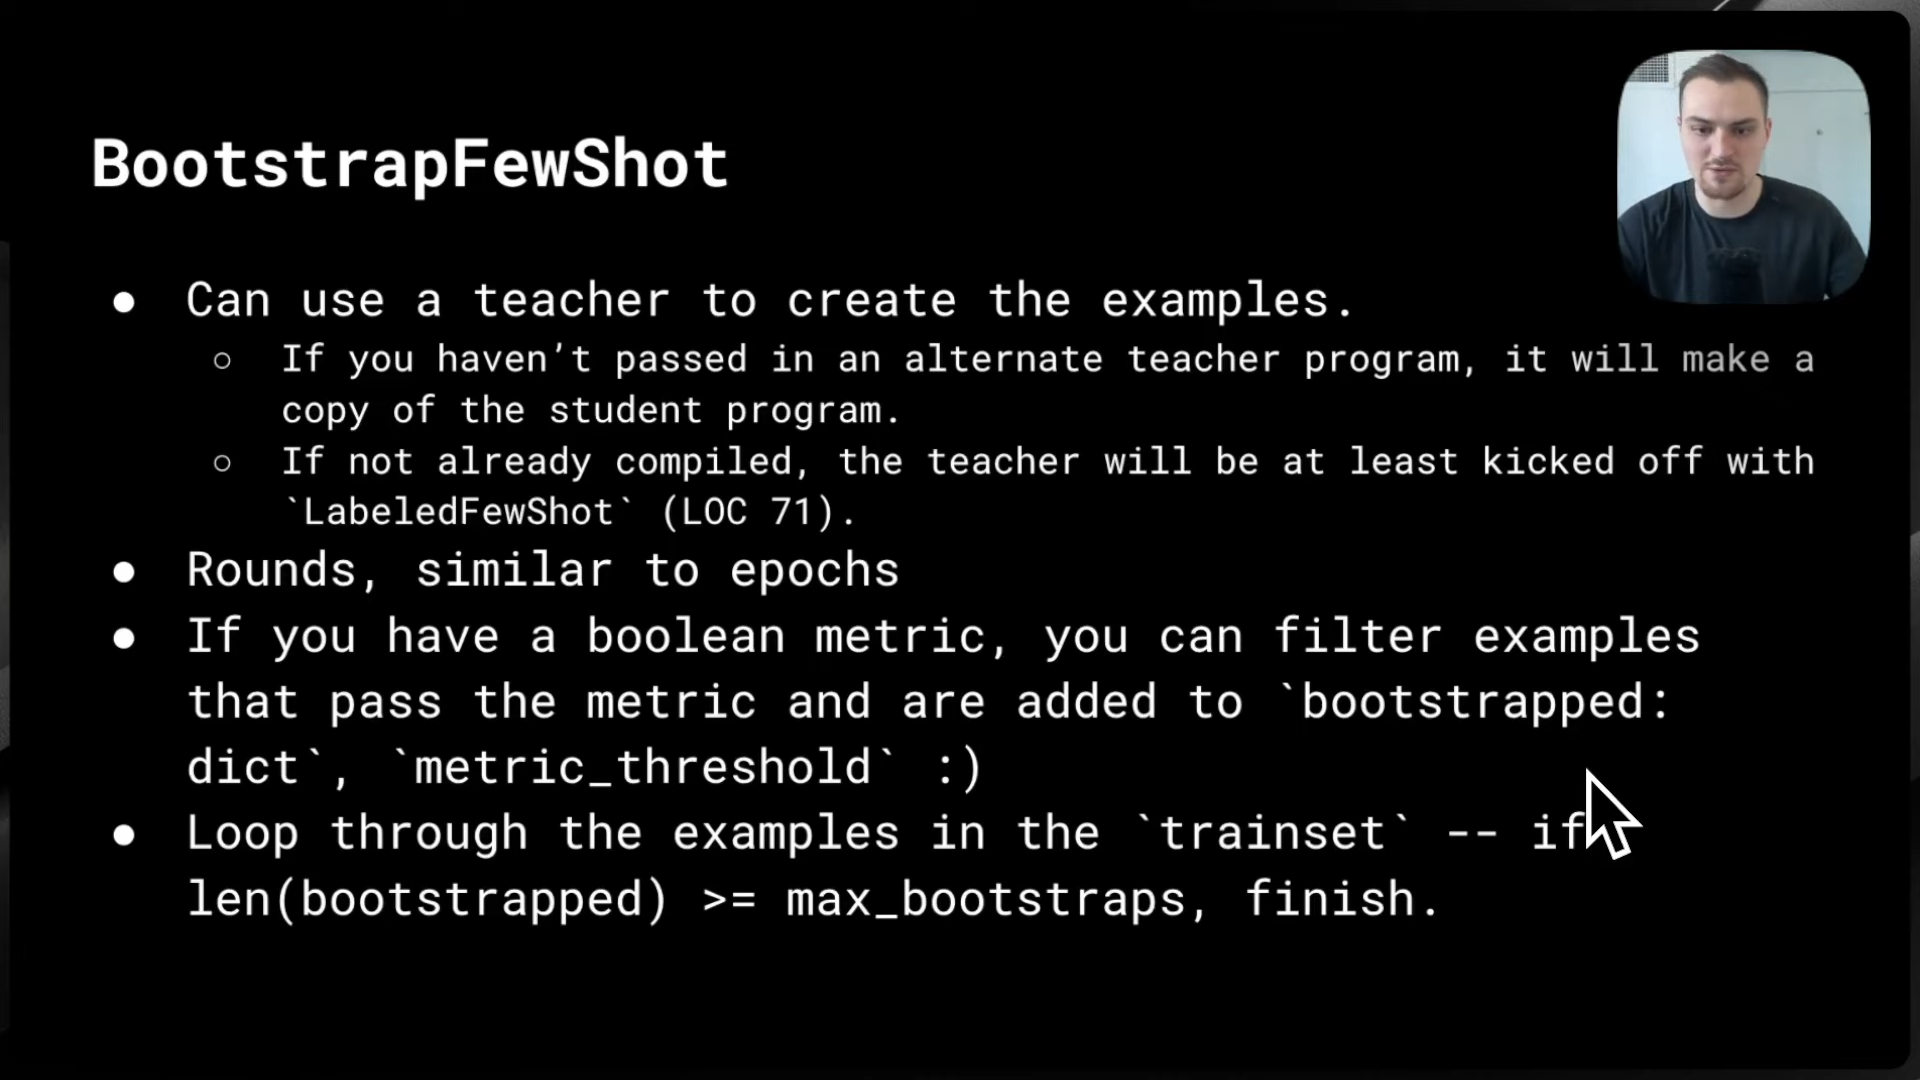 BootstrapFewShot
● Can use a teacher to create the examples.
○ If you haven’t passed in an alternate teacher program, it will make a
copy of the student program.
○ If not already compiled, the teacher will be at least kicked off with
`LabeledFewShot` (LOC 71).
● Rounds, similar to epochs
● If you have a boolean metric, you can filter examples
that pass the metric and are added to `bootstrapped:
dict`, `metric_threshold` :)
● Loop through the examples in the `trainset` -- if
len(bootstrapped) >= max_bootstraps, finish.